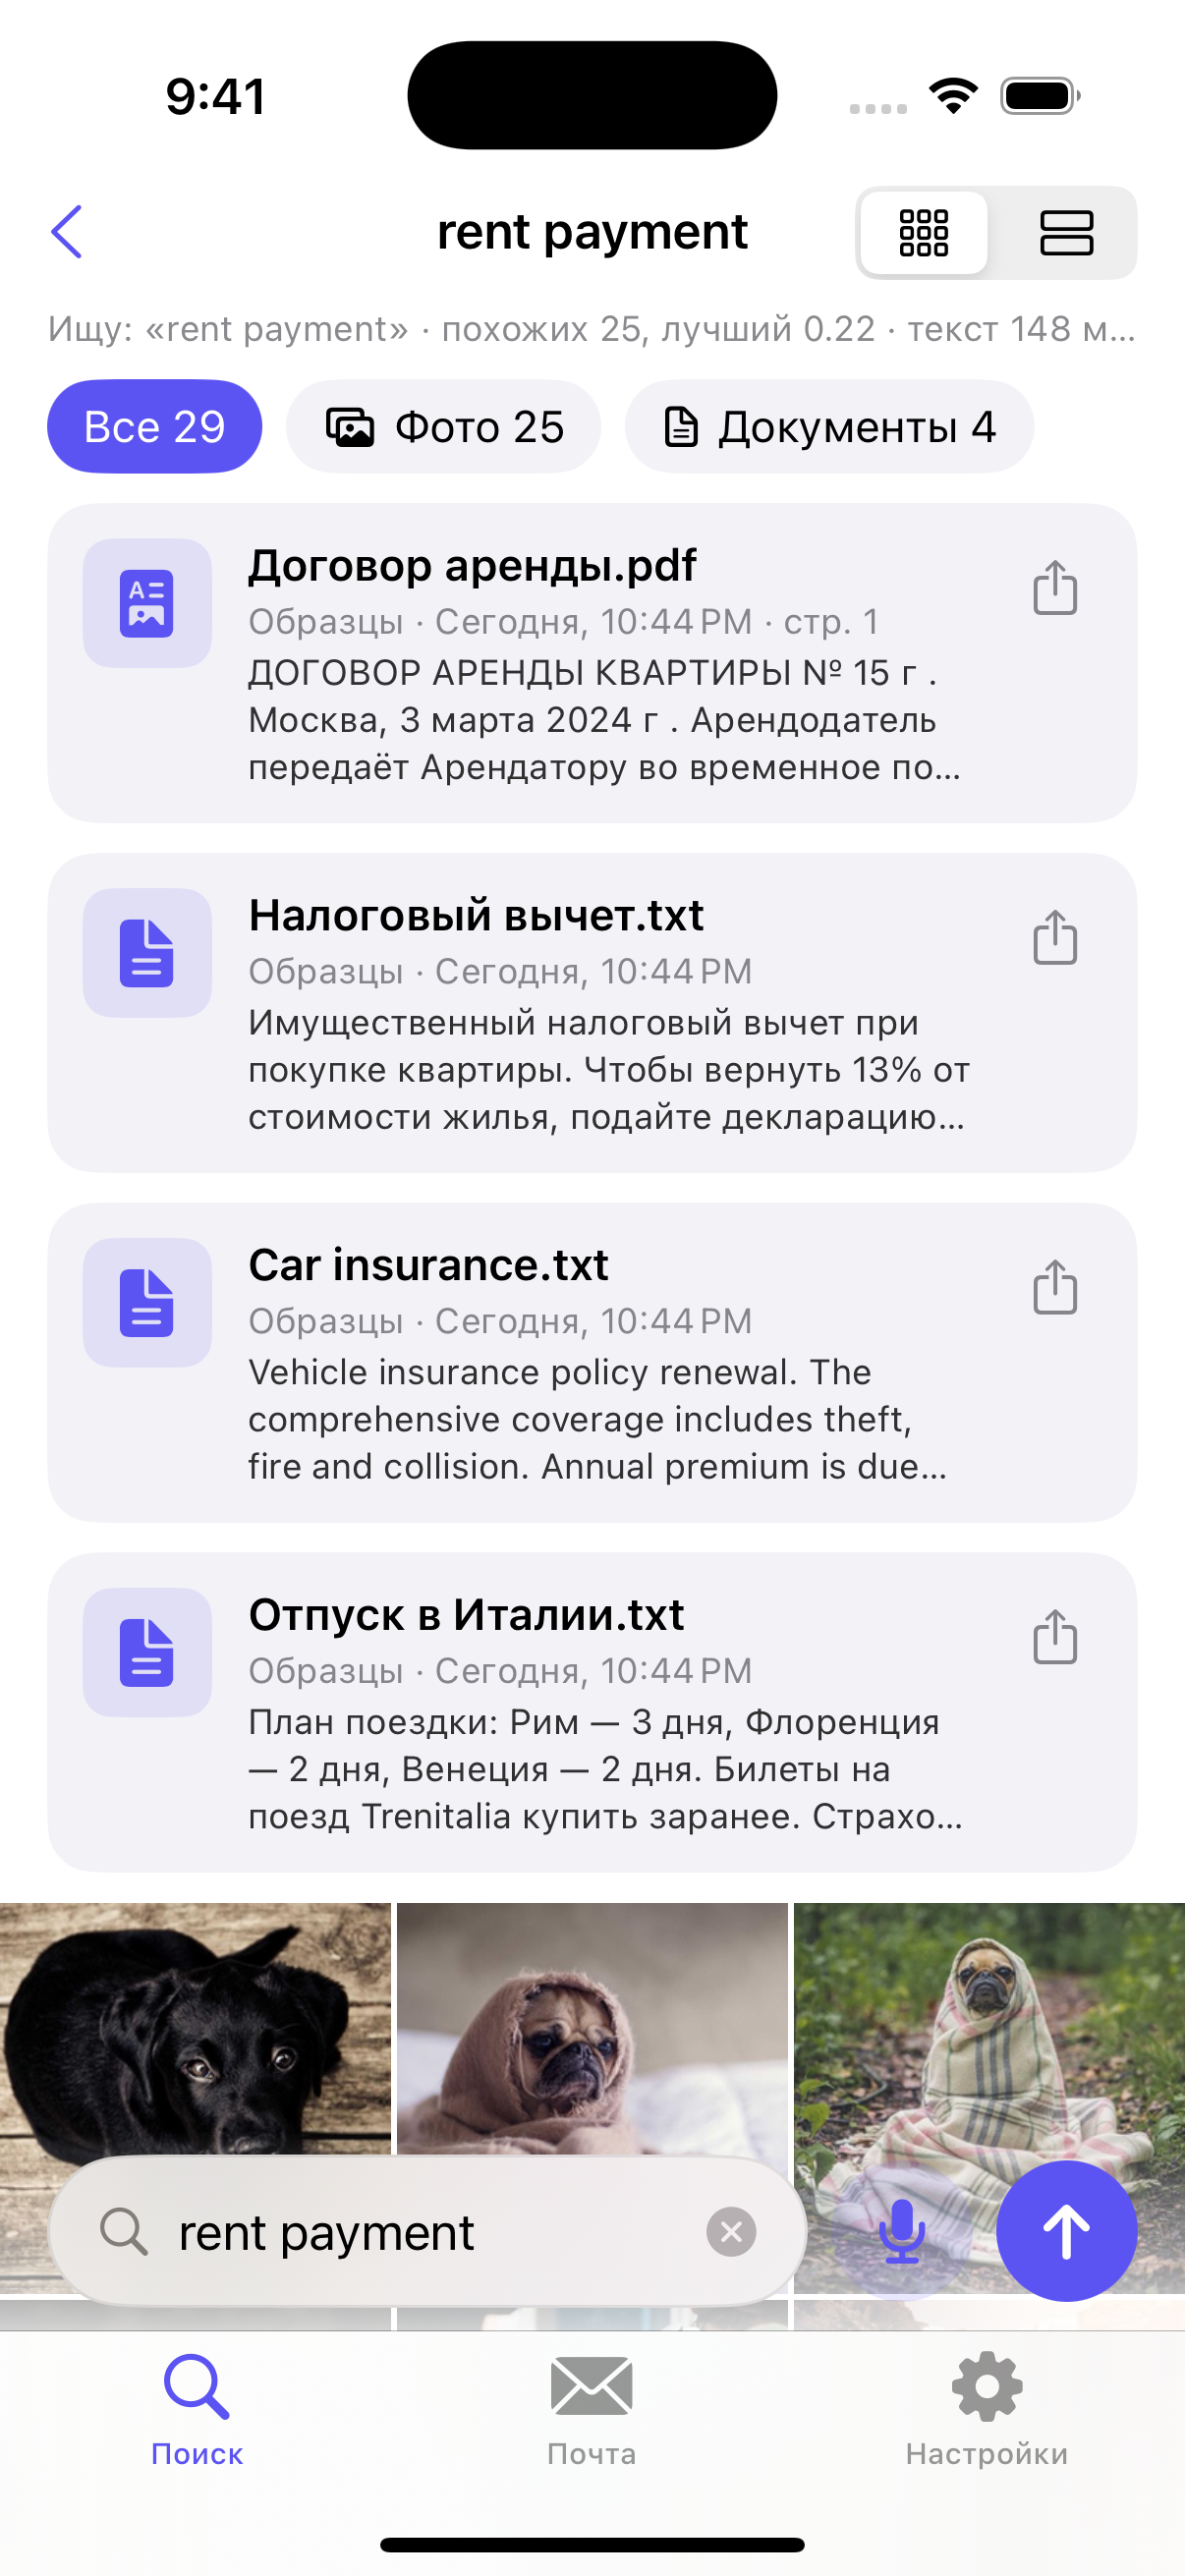 9:41
rent payment
Ищу: «rent payment» · похожих 25, лучший 0.22 · текст 148 м...
Все 29
Фото 25
Документы 4
Договор аренды.pdf
Образцы · Сегодня, 10:44 PM · стр. 1
ДОГОВОР АРЕНДЫ КВАРТИРЫ № 15 г .
Москва, 3 марта 2024 г . Арендодатель
передаёт Арендатору во временное по...
Налоговый вычет.txt
Образцы · Сегодня, 10:44 PM
Имущественный налоговый вычет при
покупке квартиры. Чтобы вернуть 13% от
стоимости жилья, подайте декларацию...
Car insurance.txt
Образцы · Сегодня, 10:44 PM
Vehicle insurance policy renewal. The
comprehensive coverage includes theft,
fire and collision. Annual premium is due...
Отпуск в Италии.txt
Образцы · Сегодня, 10:44 PM
План поездки: Рим — 3 дня, Флоренция
— 2 дня, Венеция — 2 дня. Билеты на
поезд Trenitalia купить заранее. Страхо...
rent payment
Поиск
Почта
Настройки